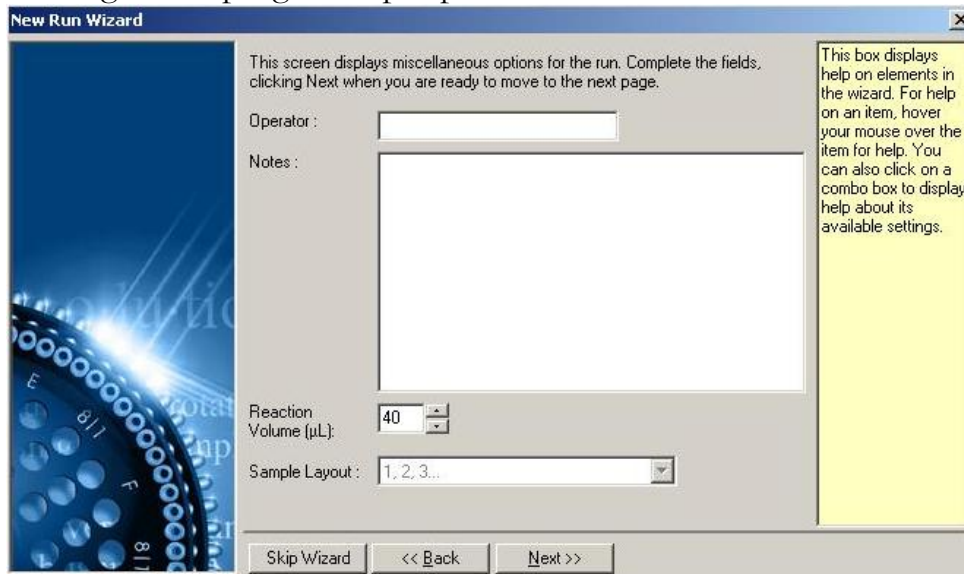 New Run Wizard
This screen displays miscellaneous options for the run. Complete the fields,
clicking Next when you are ready to move to the next page.
Operator :
Notes :
Reaction
Volume (µL):
40
Sample Layout :
1, 2, 3...
Skip Wizard
<< Back
Next >>
This box displays
help on elements in
the wizard. For help
on an item, hover
your mouse over the
item for help. You
can also click on a
combo box to display
help about its
available settings.
E
8/1
F
8/1